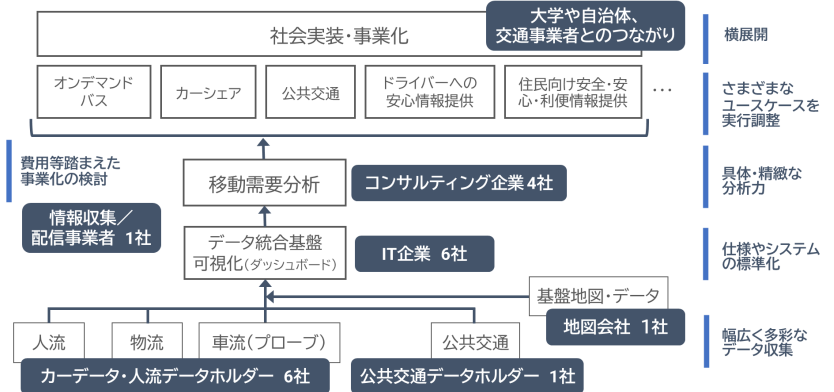 社会実装・事業化
大学や自治体、
交通事業者とのつながり
横展開
オンデマンド
バス
カーシェア
公共交通
ドライバーへの
安心情報提供
住民向け安全・安
心・利便情報提供
…
さまざまな
ユースケースを
実行調整
費用等踏まえた
事業化の検討
移動需要分析
コンサルティング企業 4社
具体・精緻な
分析力
情報収集／
配信事業者 1社
データ統合基盤
可視化(ダッシュボード)
IT企業 6社
仕様やシステム
の標準化
基盤地図・データ
地図会社 1社
人流
物流
車流(プローブ)
公共交通
幅広く多彩な
データ収集
カーデータ・人流データホルダー 6社
公共交通データホルダー 1社